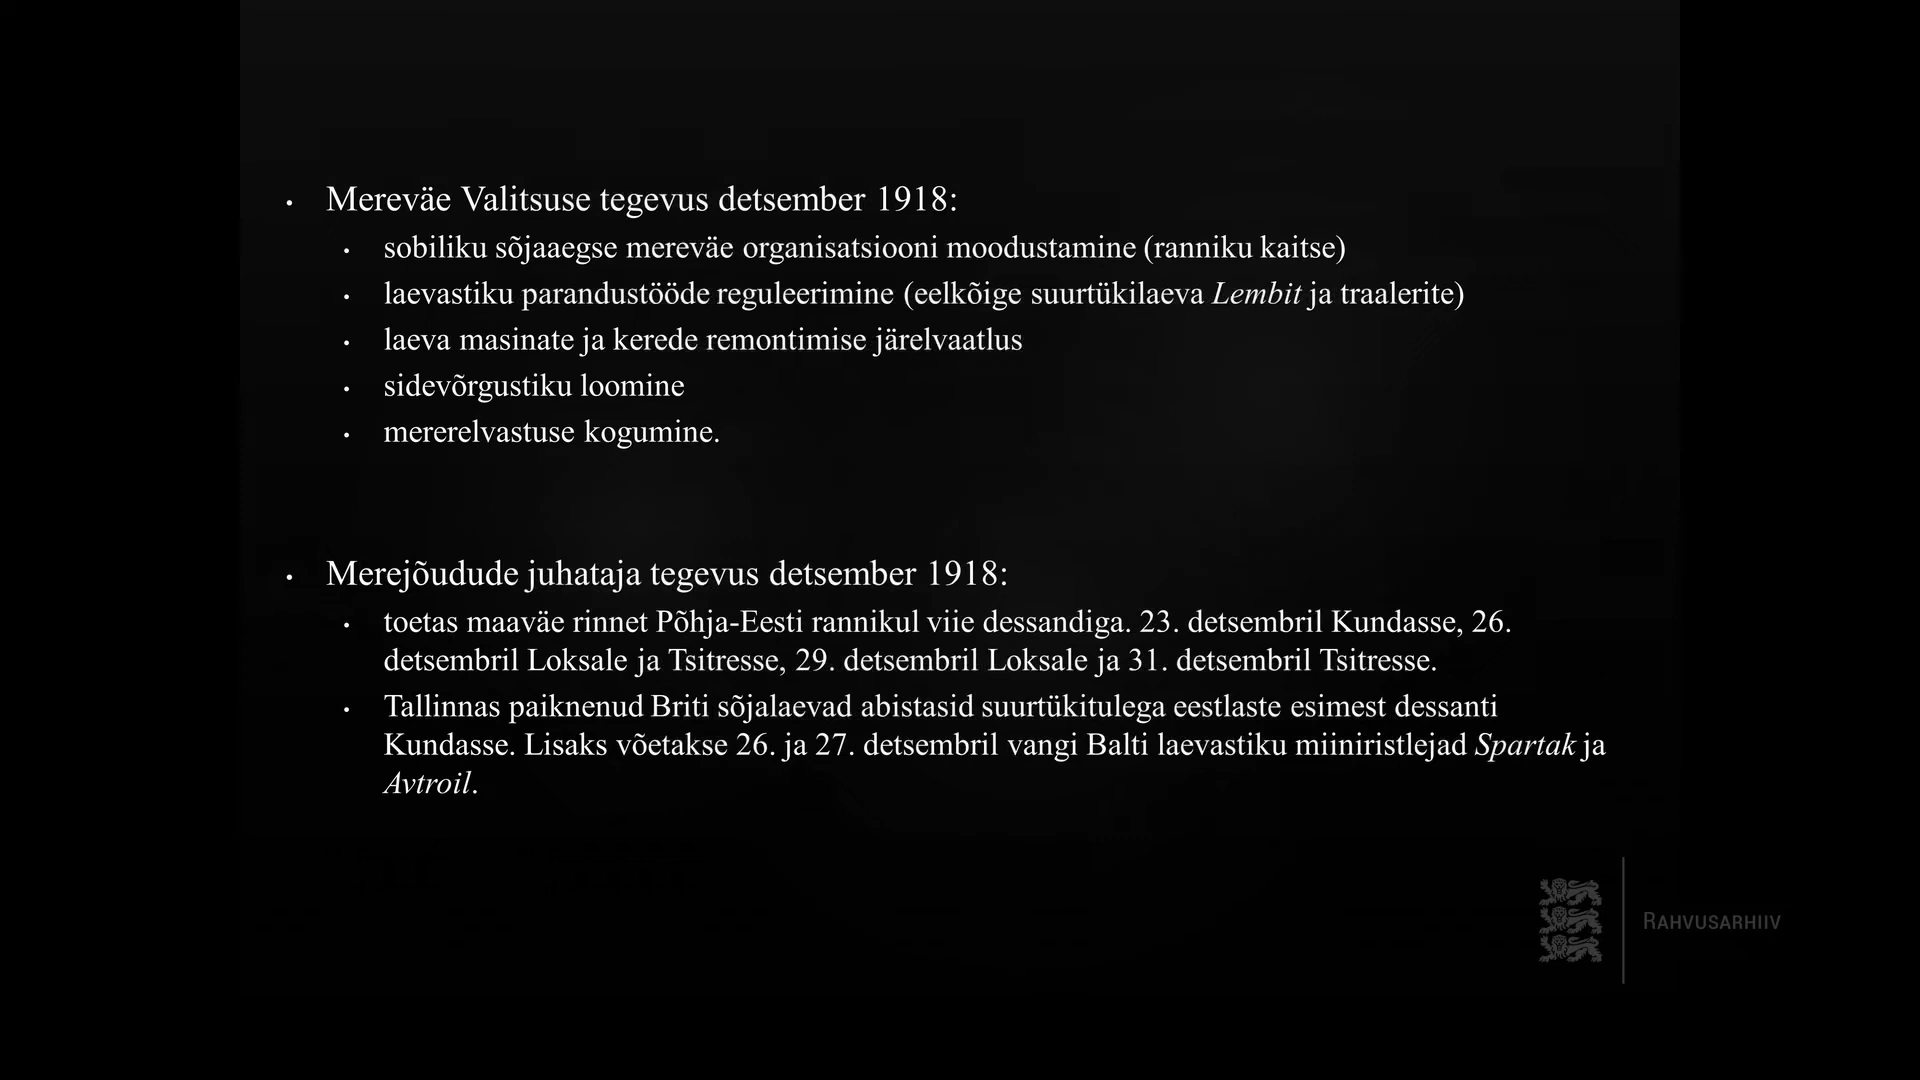 • Mereväe Valitsuse tegevus detsember 1918:
• sobiliku sõjaaegse mereväe organisatsiooni moodustamine (ranniku kaitse)
• laevastiku parandustööde reguleerimine (eelkõige suurtükilaeva Lembit ja traalerite)
• laeva masinate ja kerede remontimise järelvaatlus
• sidevõrgustiku loomine
• mererelvastuse kogumine.
• Merejõudude juhataja tegevus detsember 1918:
• toetas maaväe rinnet Põhja-Eesti rannikul viie dessandiga. 23. detsembril Kundasse, 26.
detsembril Loksale ja Tsitresse, 29. detsembril Loksale ja 31. detsembril Tsitresse.
• Tallinnas paiknenud Briti sõjalaevad abistasid suurtükitulega eestlaste esimest dessanti
Kundasse. Lisaks võetakse 26. ja 27. detsembril vangi Balti laevastiku miiniristlejad Spartak ja
Avtroil.
RAHVUSARHIIV